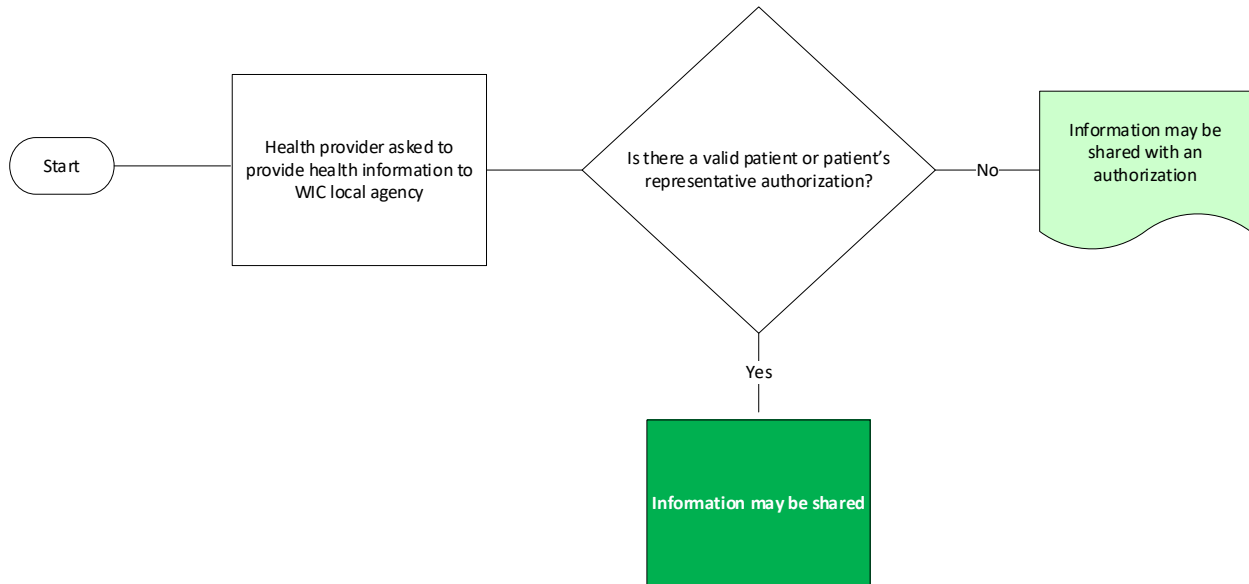 Start
Health provider asked to
provide health information to
WIC local agency
Is there a valid patient or patient's
representative authorization?
No
Information may be
shared with an
authorization
Yes
Information may be shared